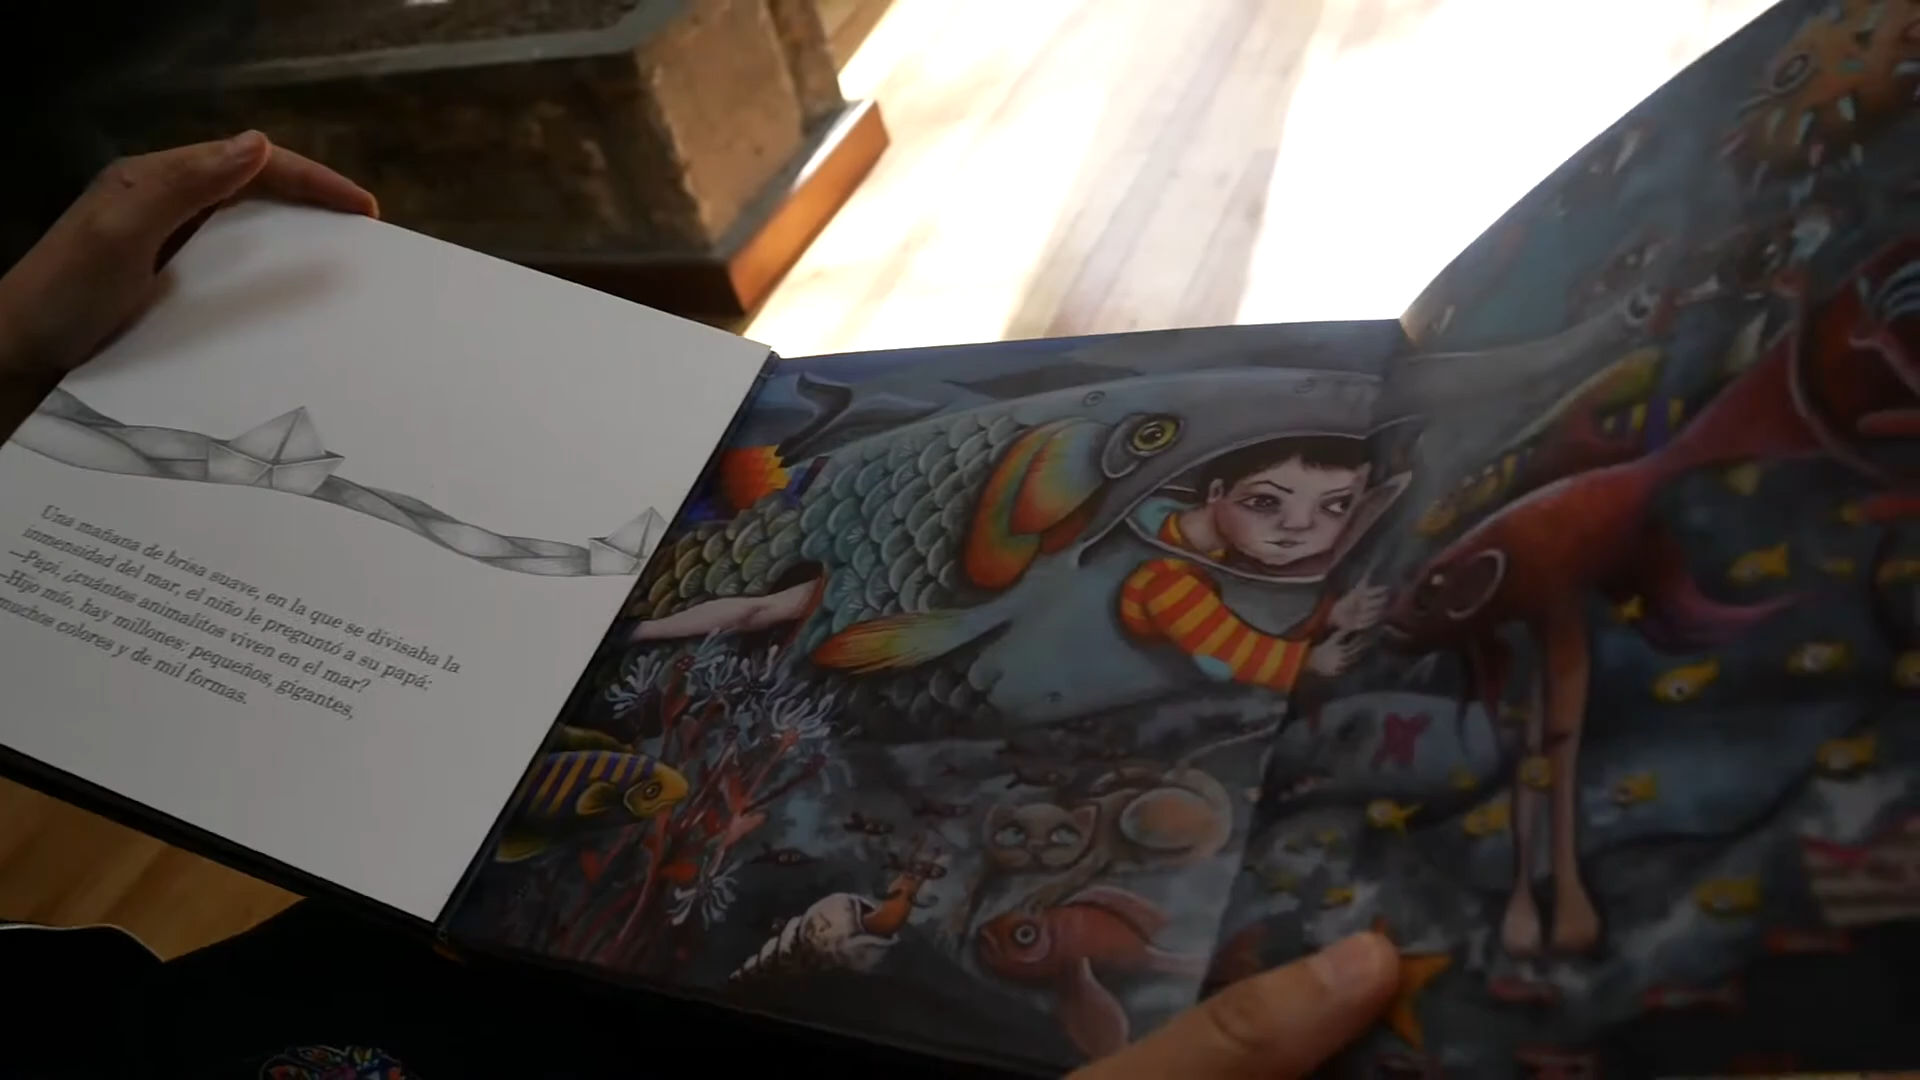 Una mañana de brisa suave, en la que se divisaba la
inmensidad del mar, el niño le preguntó a su papá:
—Papi, ¿cuántos animalitos viven en el mar?
—Hijo mío, hay millones: pequeños, gigantes,
muchos colores y de mil formas.